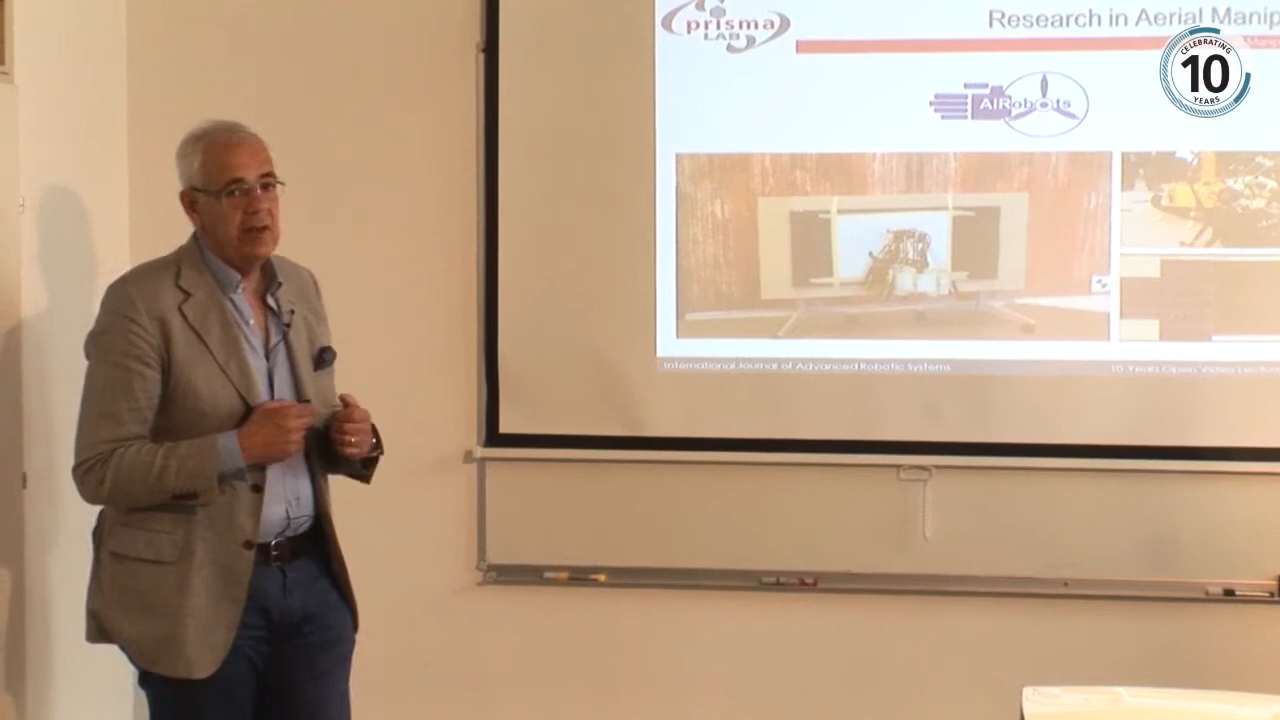 prisma
LAB
Research in Aerial Manip
CELEBRATING
10
YEARS
AIRobots
International Journal of Advanced Robotic Systems
10 Years Open Video Lectur